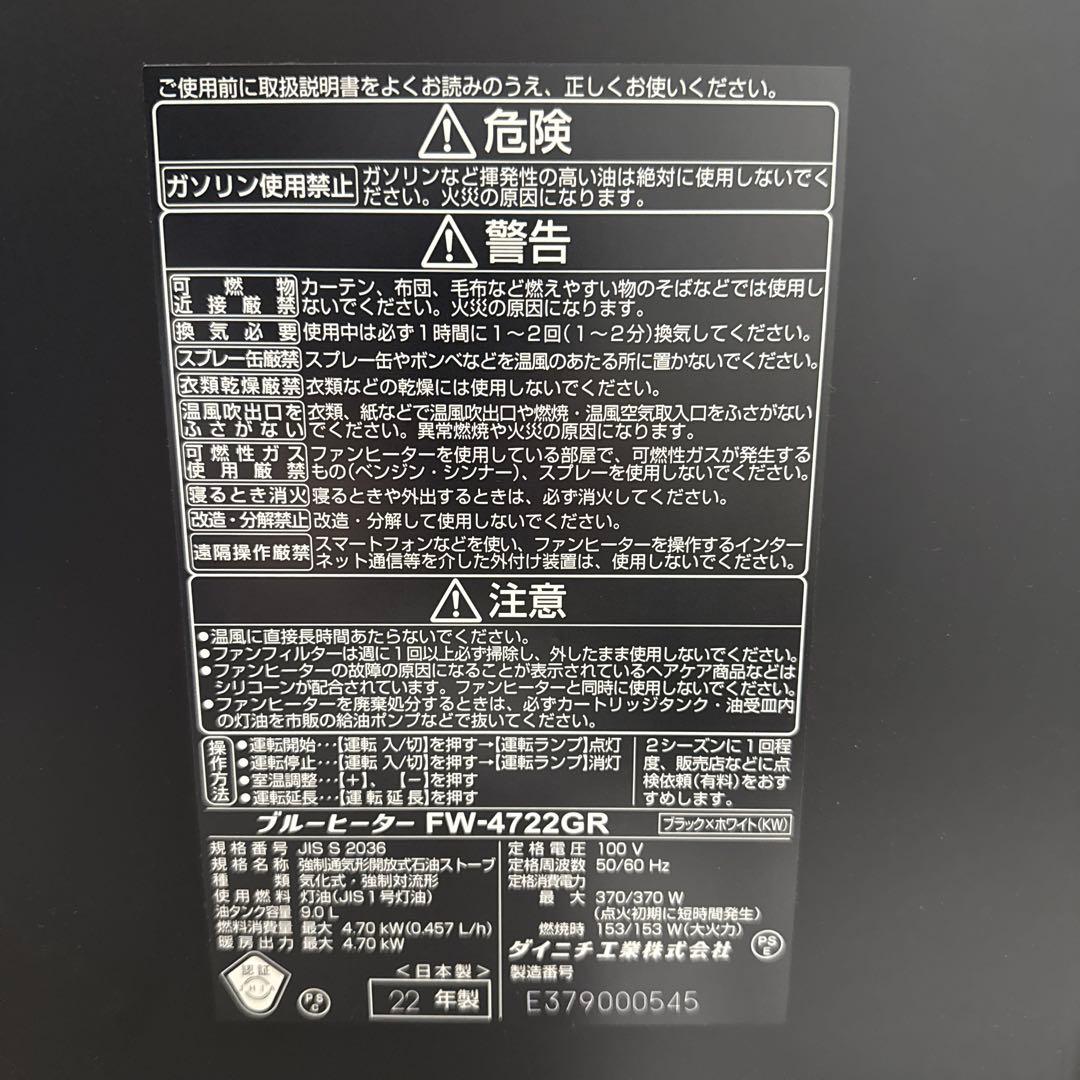 ご使用前に取扱説明書をよくお読みのうえ、正しくお使いください。
危険
ガソリン使用禁止 ガソリンなど揮発性の高い油は絶対に使用しないでく
ださい。火災の原因になります。
警告
可燃物 カーテン、布団、毛布など燃えやすい物のそばなどでは使用し
近接厳禁 ないでください。火災の原因になります。
換気必要 使用中は必ず1時間に1〜2回(1〜2分)換気してください。
スプレー缶厳禁 スプレー缶やボンベなどを温風のあたる所に置かないでください。
衣類乾燥厳禁 衣類などの乾燥には使用しないでください。
温風吹出口を 衣類、紙などで温風吹出口や燃焼・温風空気取入口をふさがない
ふさがない でください。異常燃焼や火災の原因になります。
可燃性ガス ファンヒーターを使用している部屋で、可燃性ガスが発生する
使用厳禁 もの(ベンジン・シンナー)、スプレーを使用しないでください。
寝るとき消火 寝るときや外出するときは、必ず消火してください。
改造・分解禁止 改造・分解して使用しないでください。
遠隔操作厳禁 スマートフォンなどを使い、ファンヒーターを操作するインター
ネット通信等を介した外付け装置は、使用しないでください。
注意
●温風に直接長時間あたらないでください。
●ファンフィルターは週に1回以上必ず掃除し、外したまま使用しないでください。
●ファンヒーターの故障の原因になることが表示されているヘアケア商品などは
シリコーンが配合されています。ファンヒーターと同時に使用しないでください。
●ファンヒーターを廃棄処分するときは、必ずカートリッジタンク・油受皿内
の灯油を市販の給油ポンプなどで抜いてください。
操作方法
●運転開始…【運転 入/切】を押す→【運転ランプ】点灯
●運転停止…【運転 入/切】を押す→【運転ランプ】消灯
●室温調整…【+】、【−】を押す
●運転延長…【運転延長】を押す
2シーズンに1回程
度、販売店などに点
検依頼(有料)をおす
すめします。
ブルーヒーター FW-4722GR ブラック×ホワイト(KW)
規格番号 JIS S 2036
規格名称 強制通気形開放式石油ストーブ
種類 気化式・強制対流形
使用燃料 灯油(JIS1号灯油)
油タンク容量 9.0 L
燃料消費量 最大 4.70 kW(0.457 L/h)
暖房出力 最大 4.70 kW
定格電圧 100 V
定格周波数 50/60 Hz
定格消費電力
最大 370/370 W
(点火初期に短時間発生)
燃焼時 153/153 W(大火力)
ダイニチ工業株式会社
PS
E
認証
JHIA
PS
C
<日本製>
22 年製
製造番号
E379000545